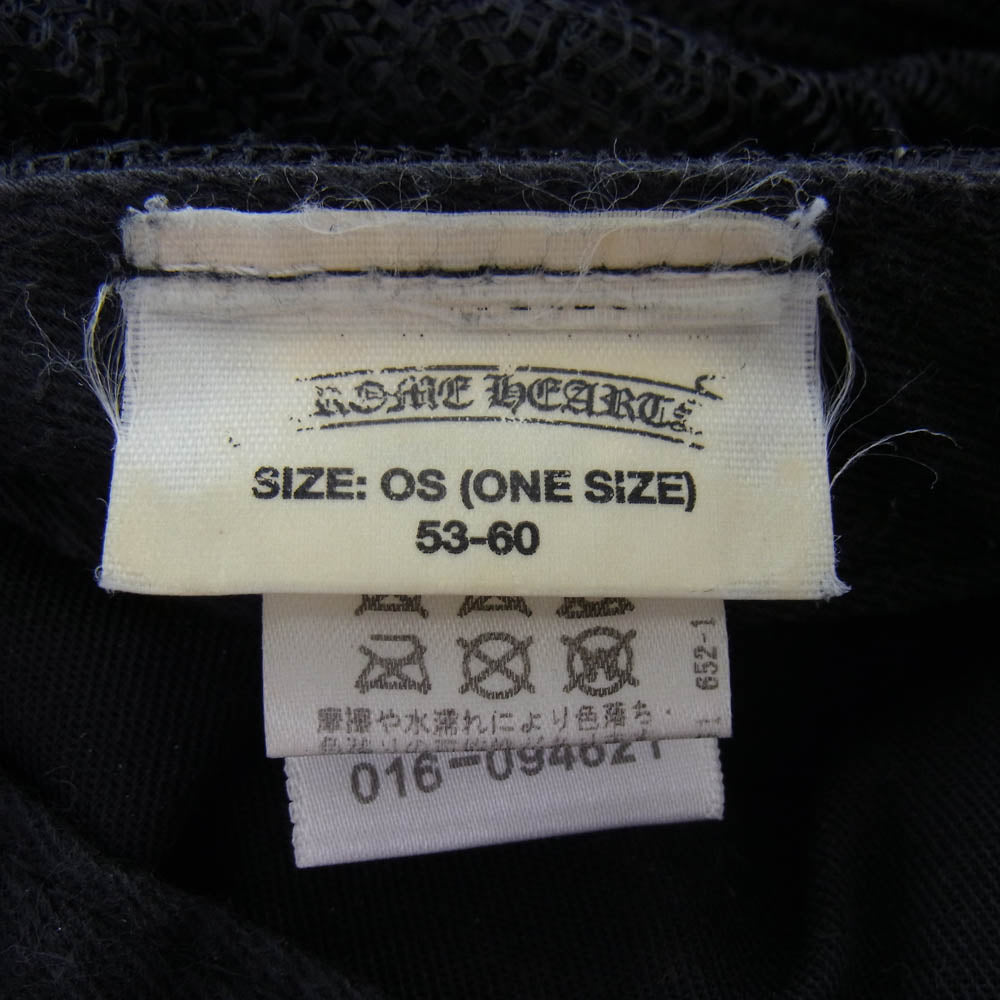 ROME HEARTS
SIZE: OS (ONE SIZE)
53-60
652-1
摩擦や水濡れにより色落ち・
016-094621